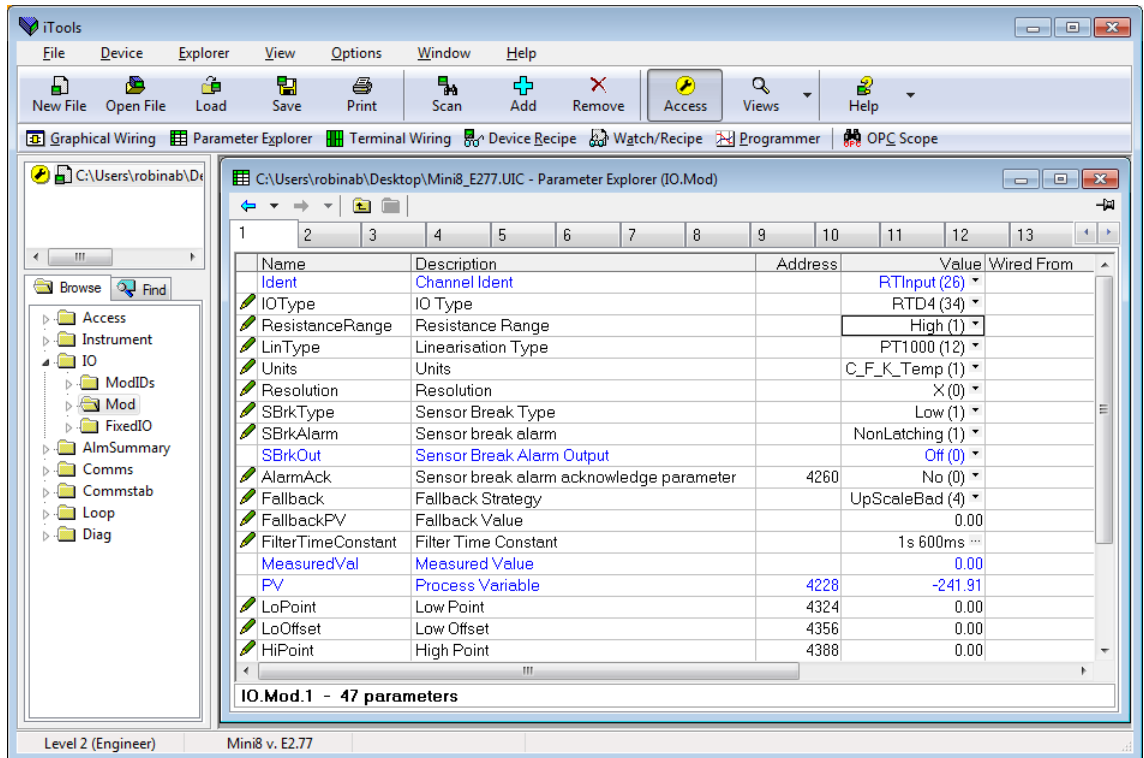 iTools
File Device Explorer View Options Window Help
New File Open File Load Save Print Scan Add Remove Access Views Help
Graphical Wiring Parameter Explorer Terminal Wiring Device Recipe Watch/Recipe Programmer OPC OPC Scope
C:\Users\robinab\De
C:\Users\robinab\Desktop\Mini8_E277.UIC - Parameter Explorer (IO.Mod)
1 2 3 4 5 6 7 8 9 10 11 12 13
Browse Find
Access
Instrument
IO
ModIDs
Mod
FixedIO
AlmSummary
Comms
Commstab
Loop
Diag
Name Description Address Value Wired From
Ident Channel Ident RTInput (26)
IOType IO Type RTD4 (34)
ResistanceRange Resistance Range High (1)
LinType Linearisation Type PT1000 (12)
Units Units C_F_K_Temp (1)
Resolution Resolution X (0)
SBrkType Sensor Break Type Low (1)
SBrkAlarm Sensor break alarm NonLatching (1)
SBrkOut Sensor Break Alarm Output Off (0)
AlarmAck Sensor break alarm acknowledge parameter 4260 No (0)
Fallback Fallback Strategy UpScaleBad (4)
FallbackPV Fallback Value 0.00
FilterTimeConstant Filter Time Constant 1s 600ms ...
MeasuredVal Measured Value 0.00
PV Process Variable 4228 -241.91
LoPoint Low Point 4324 0.00
LoOffset Low Offset 4356 0.00
HiPoint High Point 4388 0.00
IO.Mod.1 - 47 parameters
Level 2 (Engineer) Mini8 v. E2.77